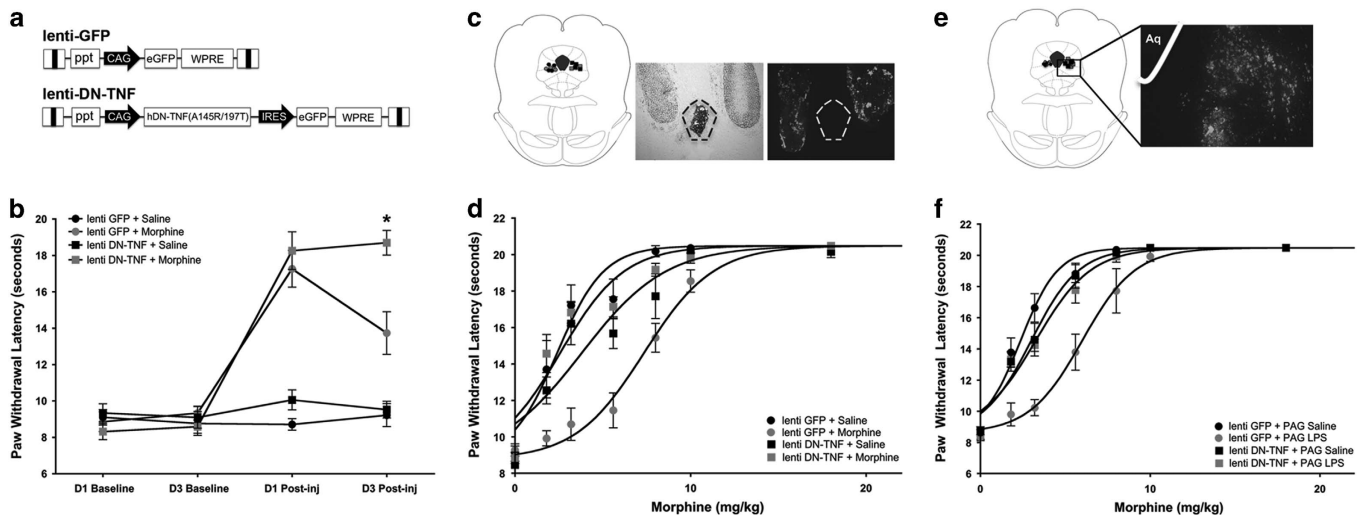 a
lenti-GFP
ppt CAG eGFP WPRE
lenti-DN-TNF
ppt CAG hDN-TNF(A145R/197T) IRES eGFP WPRE
b
lenti GFP + Saline
lenti GFP + Morphine
lenti DN-TNF + Saline
lenti DN-TNF + Morphine
*
Paw Withdrawal Latency (seconds)
20
18
16
14
12
10
8
6
D1 Baseline D3 Baseline D1 Post-inj D3 Post-inj
c
d
Paw Withdrawal Latency (seconds)
22
20
18
16
14
12
10
8
6
0 10 20
Morphine (mg/kg)
lenti GFP + Saline
lenti GFP + Morphine
lenti DN-TNF + Saline
lenti DN-TNF + Morphine
e
Aq
f
Paw Withdrawal Latency (seconds)
22
20
18
16
14
12
10
8
6
0 10 20
Morphine (mg/kg)
lenti GFP + PAG Saline
lenti GFP + PAG LPS
lenti DN-TNF + PAG Saline
lenti DN-TNF + PAG LPS